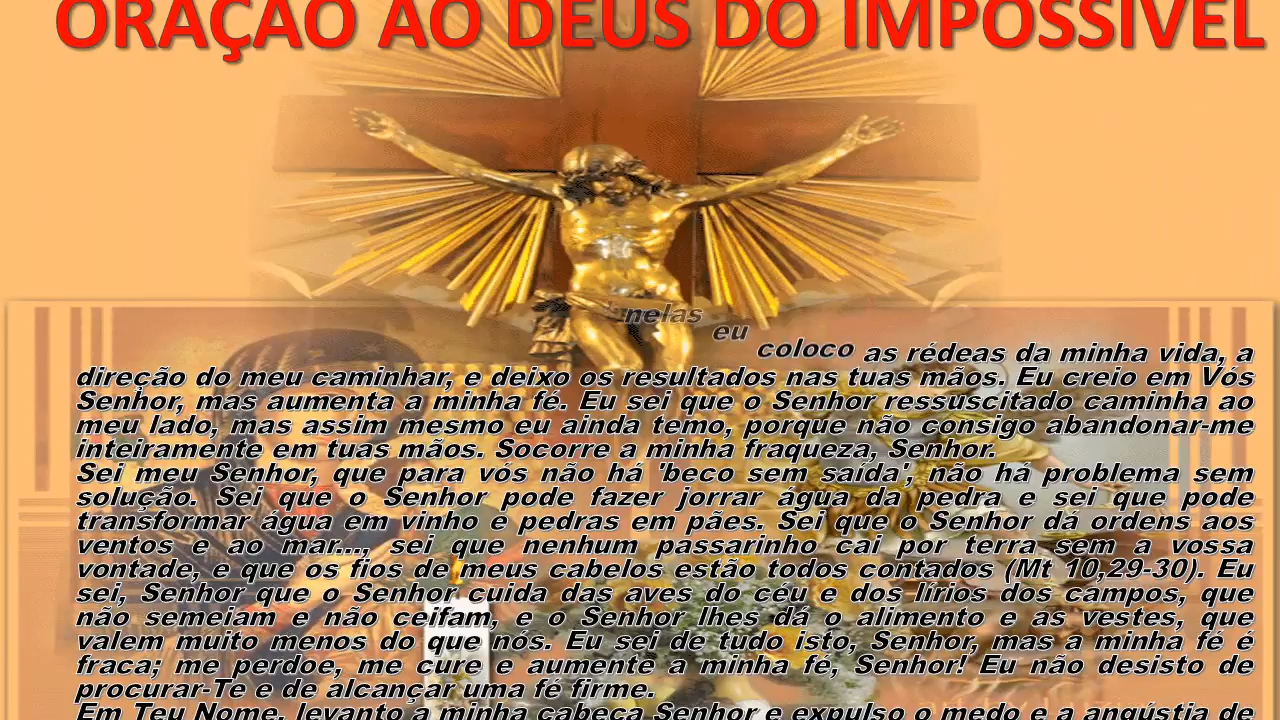 ORAÇÃO AO DEUS DO IMPOSSÍVEL
nelas
eu
coloco as rédeas da minha vida, a
direção do meu caminhar, e deixo os resultados nas tuas mãos. Eu creio em Vós
Senhor, mas aumenta a minha fé. Eu sei que o Senhor ressuscitado caminha ao
meu lado, mas assim mesmo eu ainda temo, porque não consigo abandonar-me
inteiramente em tuas mãos. Socorre a minha fraqueza, Senhor.
Sei meu Senhor, que para vós não há 'beco sem saída', não há problema sem
solução. Sei que o Senhor pode fazer jorrar água da pedra e sei que pode
transformar água em vinho e pedras em pães. Sei que o Senhor dá ordens aos
ventos e ao mar..., sei que nenhum passarinho cai por terra sem a vossa
vontade, e que os fios de meus cabelos estão todos contados (Mt 10,29-30). Eu
sei, Senhor que o Senhor cuida das aves do céu e dos lírios dos campos, que
não semeiam e não ceifam, e o Senhor lhes dá o alimento e as vestes, que
valem muito menos do que nós. Eu sei de tudo isto, Senhor, mas a minha fé é
fraca; me perdoe, me cure e aumente a minha fé, Senhor! Eu não desisto de
procurar-Te e de alcançar uma fé firme.
Em Teu Nome, levanto a minha cabeça Senhor e expulso o medo e a angústia de